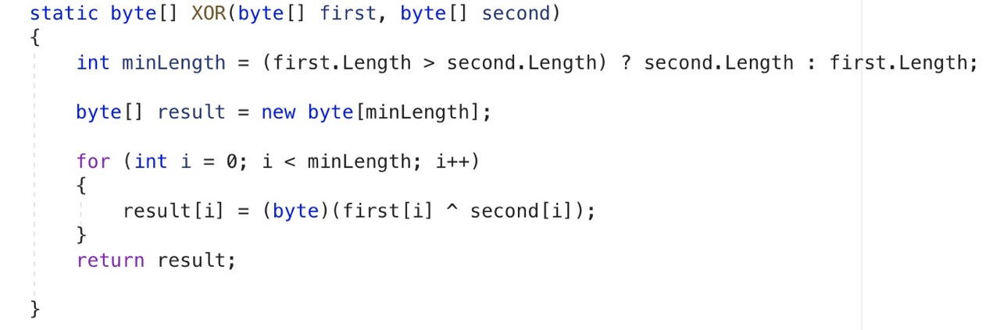 static byte[] XOR(byte[] first, byte[] second)
{
    int minLength = (first.Length > second.Length) ? second.Length : first.Length;
    byte[] result = new byte[minLength];
    for (int i = 0; i < minLength; i++)
    {
        result[i] = (byte)(first[i] ^ second[i]);
    }
    return result;
}